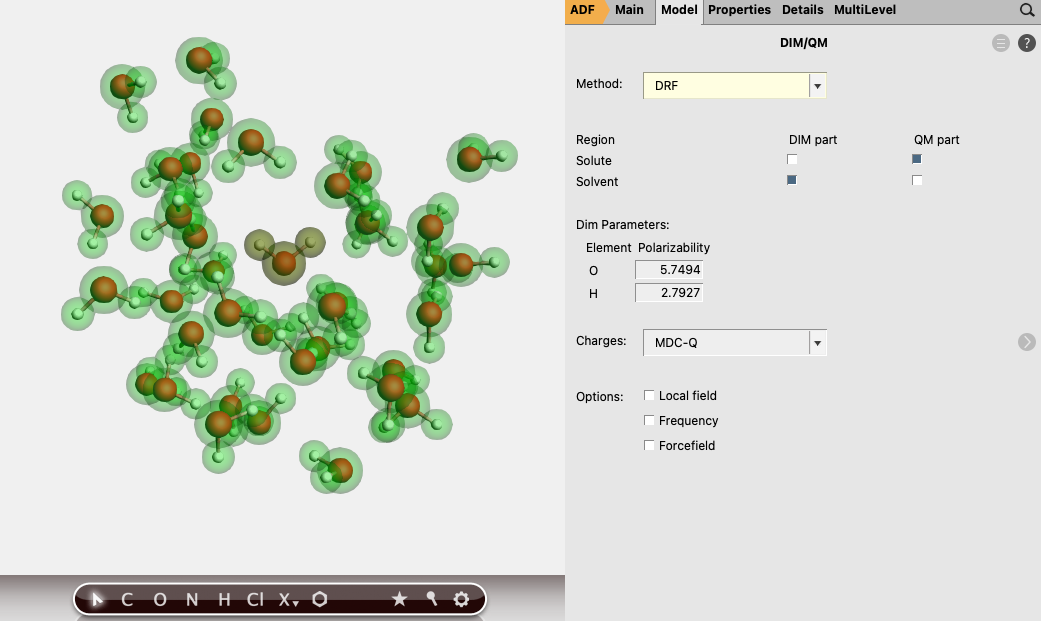 ADF Main Model Properties Details MultiLevel
DIM/QM
?
Method: DRF
Region DIM part QM part
Solute
Solvent
Dim Parameters:
Element Polarizability
O 5.7494
H 2.7927
Charges: MDC-Q
Options: Local field
Frequency
Forcefield
C O N H Cl X